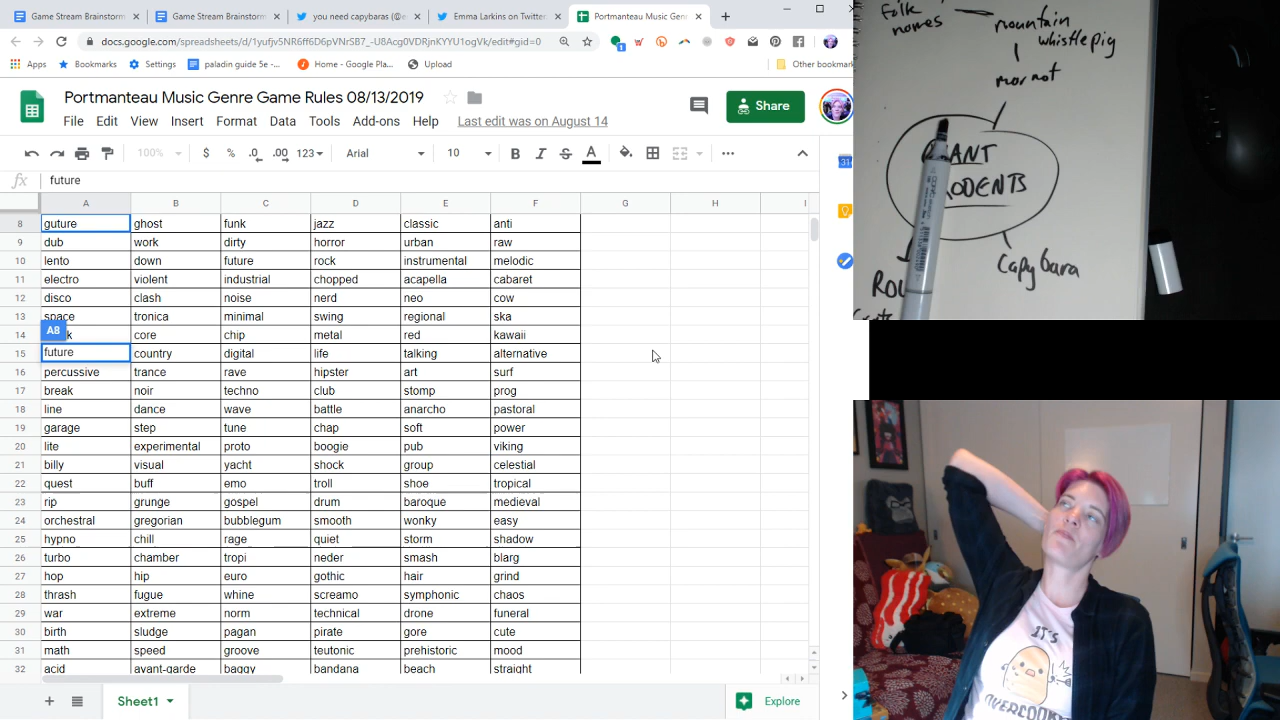 Game Stream Brainstorm
Game Stream Brainstorm
you need capybaras (@e
Emma Larkins on Twitter
Portmanteau Music Genr
docs.google.com/spreadsheets/d/1yufjv5NR6ff6D6pVNrSB7_-U8Acg0VDRjnKYYU1ogVk/edit#gid=0
Apps
Bookmarks
Settings
paladin guide 5e -...
Home - Google Pla...
Upload
Other bookmark
Portmanteau Music Genre Game Rules 08/13/2019
File Edit View Insert Format Data Tools Add-ons Help Last edit was on August 14
Share
100% $ % .0 .00 123 Arial 10 B I S A
fx future
A B C D E F G H I
8 guture ghost funk jazz classic anti
9 dub work dirty horror urban raw
10 lento down future rock instrumental melodic
11 electro violent industrial chopped acapella cabaret
12 disco clash noise nerd neo cow
13 space tronica minimal swing regional ska
14 k core chip metal red kawaii
A8
15 future country digital life talking alternative
16 percussive trance rave hipster art surf
17 break noir techno club stomp prog
18 line dance wave battle anarcho pastoral
19 garage step tune chap soft power
20 lite experimental proto boogie pub viking
21 billy visual yacht shock group celestial
22 quest buff emo troll shoe tropical
23 rip grunge gospel drum baroque medieval
24 orchestral gregorian bubblegum smooth wonky easy
25 hypno chill rage quiet storm shadow
26 turbo chamber tropi neder smash blarg
27 hop hip euro gothic hair grind
28 thrash fugue whine screamo symphonic chaos
29 war extreme norm technical drone funeral
30 birth sludge pagan pirate gore cute
31 math speed groove teutonic prehistoric mood
32 acid avant-garde baggy bandana beach straight
Sheet1
Explore
31
folk
names
mountain
whistlepig
marmot
ANT
ODENTS
capybara
ROU
IT'S
OVERCOOK